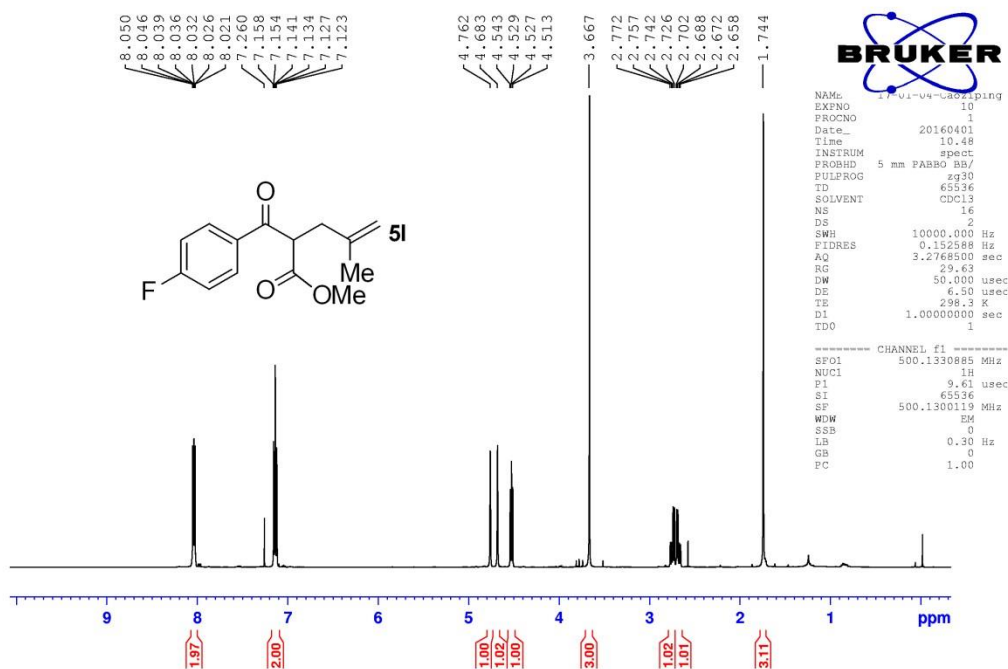 8.050
8.046
8.039
8.036
8.032
8.026
8.021
7.260
7.158
7.154
7.141
7.134
7.127
7.123
4.762
4.683
4.543
4.529
4.527
4.513
3.667
2.772
2.757
2.742
2.726
2.702
2.688
2.672
2.658
1.744
BRUKER
NAME 17-01-04-Caoziping
EXPNO 10
PROCNO 1
Date_ 20160401
Time 10.48
INSTRUM spect
PROBHD 5 mm PABBO BB/
PULPROG zg30
TD 65536
SOLVENT CDCl3
NS 16
DS 2
SWH 10000.000 Hz
FIDRES 0.152588 Hz
AQ 3.2768500 sec
RG 29.63
DW 50.000 usec
DE 6.50 usec
TE 298.3 K
D1 1.00000000 sec
TD0 1
======== CHANNEL f1 ========
SFO1 500.1330885 MHz
NUC1 1H
P1 9.61 usec
SI 65536
SF 500.1300119 MHz
WDW EM
SSB 0
LB 0.30 Hz
GB 0
PC 1.00
O
5l
Me
F
O
OMe
9 8 7 6 5 4 3 2 1 ppm
1.97
2.00
1.00
1.02
1.00
3.00
1.02
1.01
3.11